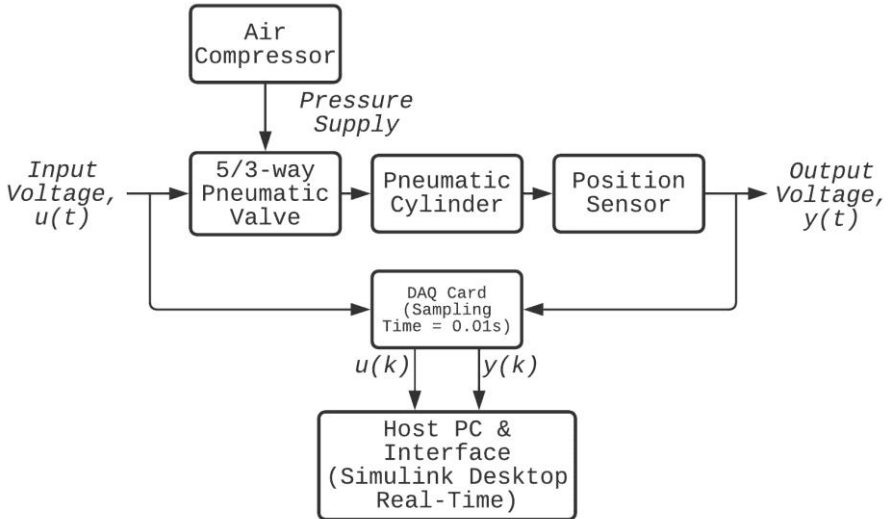 Air
Compressor
Pressure
Supply
Input
Voltage,
u(t)
5/3-way
Pneumatic
Valve
Pneumatic
Cylinder
Position
Sensor
Output
Voltage,
y(t)
DAQ Card
(Sampling
Time = 0.01s)
u(k)
y(k)
Host PC &
Interface
(Simulink Desktop
Real-Time)